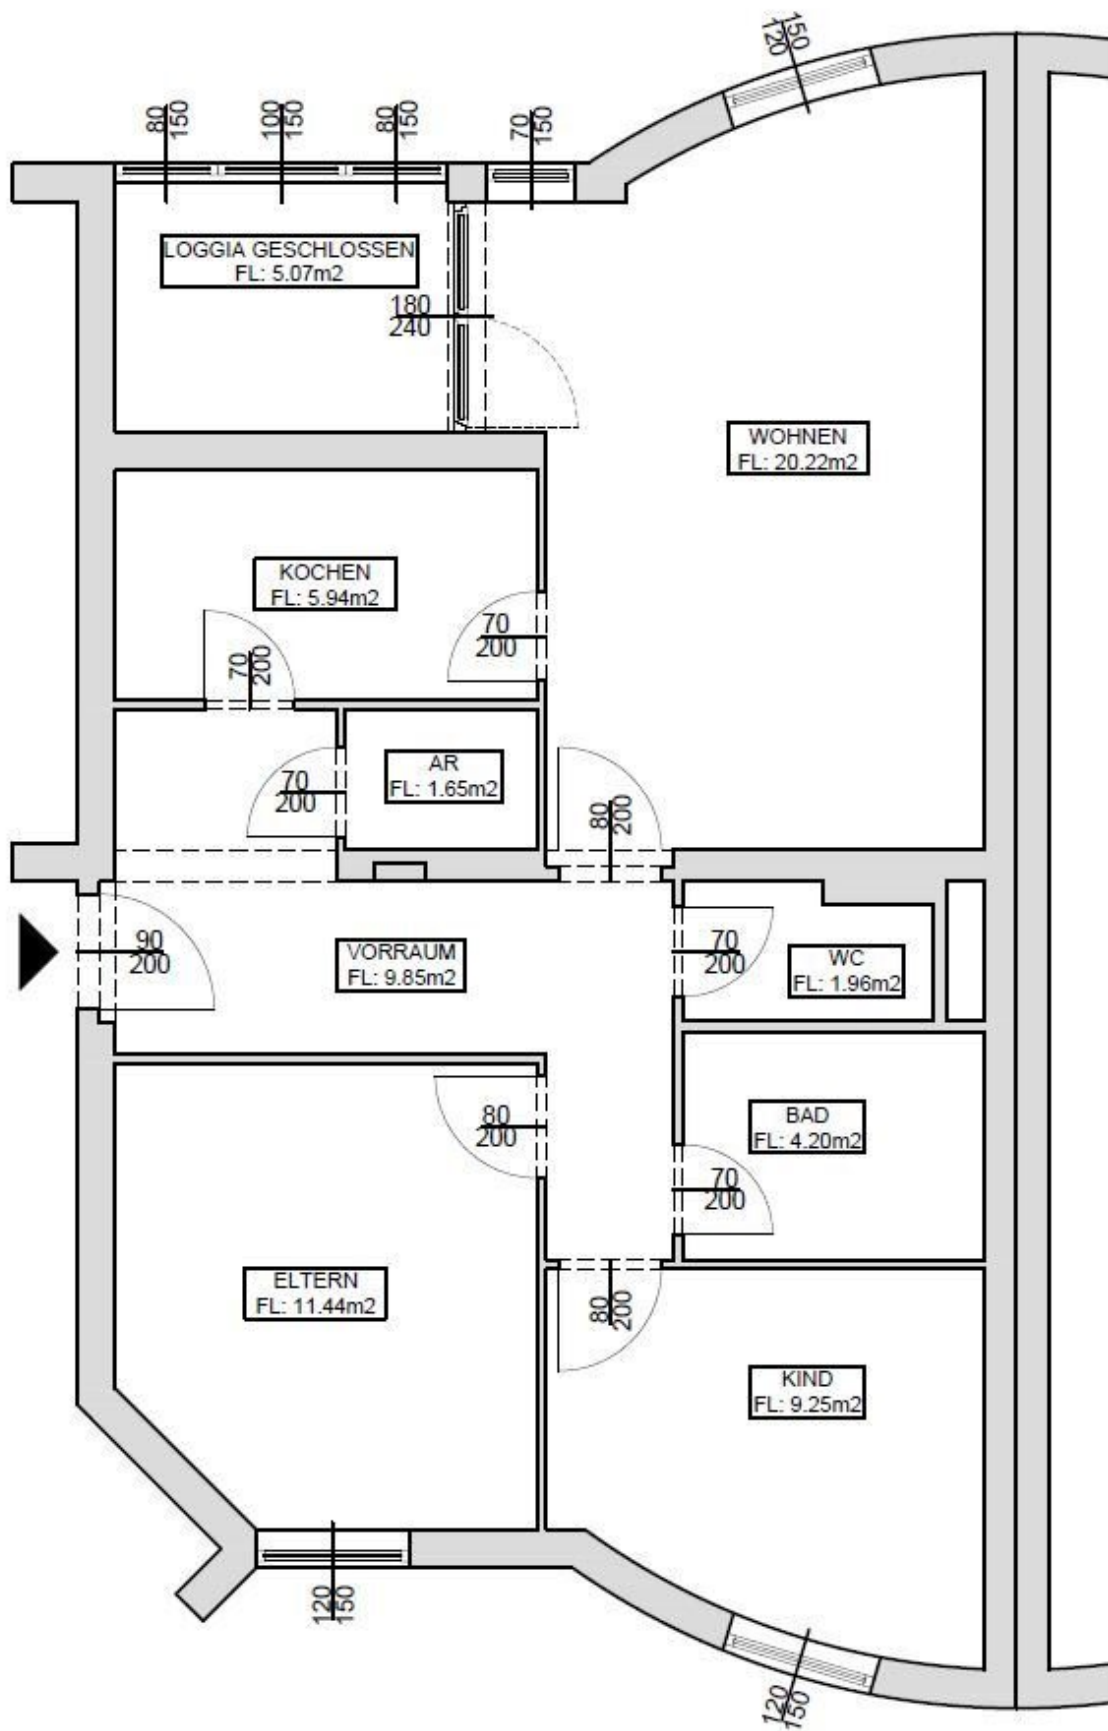 150
120
80
150
100
150
80
150
70
150
LOGGIA GESCHLOSSEN
FL: 5.07m2
180
240
WOHNEN
FL: 20.22m2
KOCHEN
FL: 5.94m2
70
200
70
200
AR
FL: 1.65m2
70
200
80
200
90
200
VORRAUM
FL: 9.85m2
70
200
WC
FL: 1.96m2
80
200
BAD
FL: 4.20m2
70
200
ELTERN
FL: 11.44m2
80
200
KIND
FL: 9.25m2
120
150
120
150